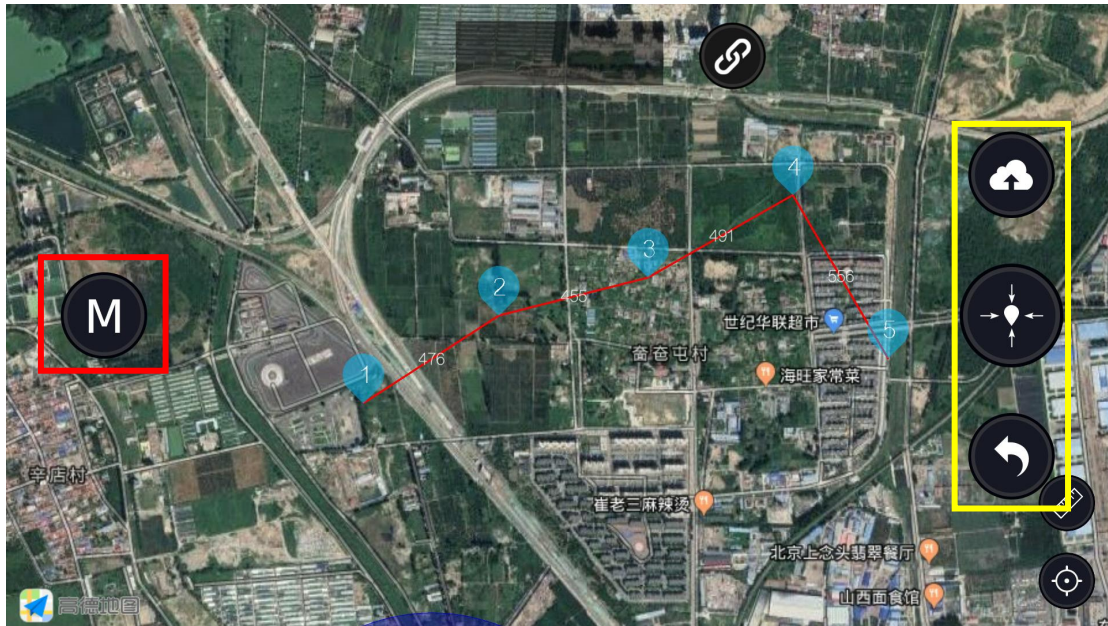 4
491
3
556
2
455
世纪华联超市
5
M
奤夿屯村
476
1
海旺家常菜
辛店村
崔老三麻辣烫
北京上念头翡翠餐厅
山西面食馆
高德地图